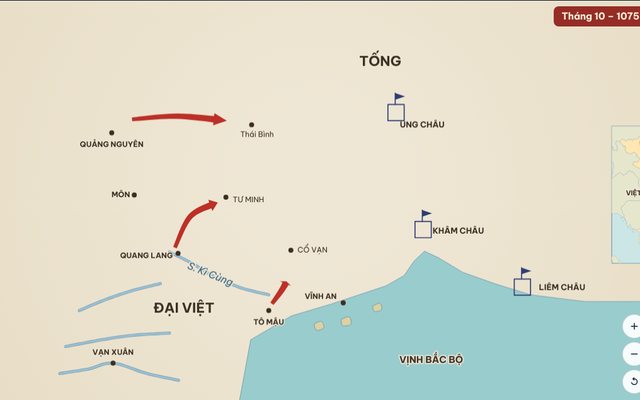 Tháng 10 – 1075
TỐNG
UNG CHÂU
Thái Bình
QUẢNG NGUYÊN
MÔN
TƯ MINH
KHÂM CHÂU
CỔ VẠN
QUANG LANG
S. Kì Cùng
LIÊM CHÂU
VĨNH AN
ĐẠI VIỆT
TÔ MẬU
VẠN XUÂN
VỊNH BẮC BỘ
VIỆT
+
−